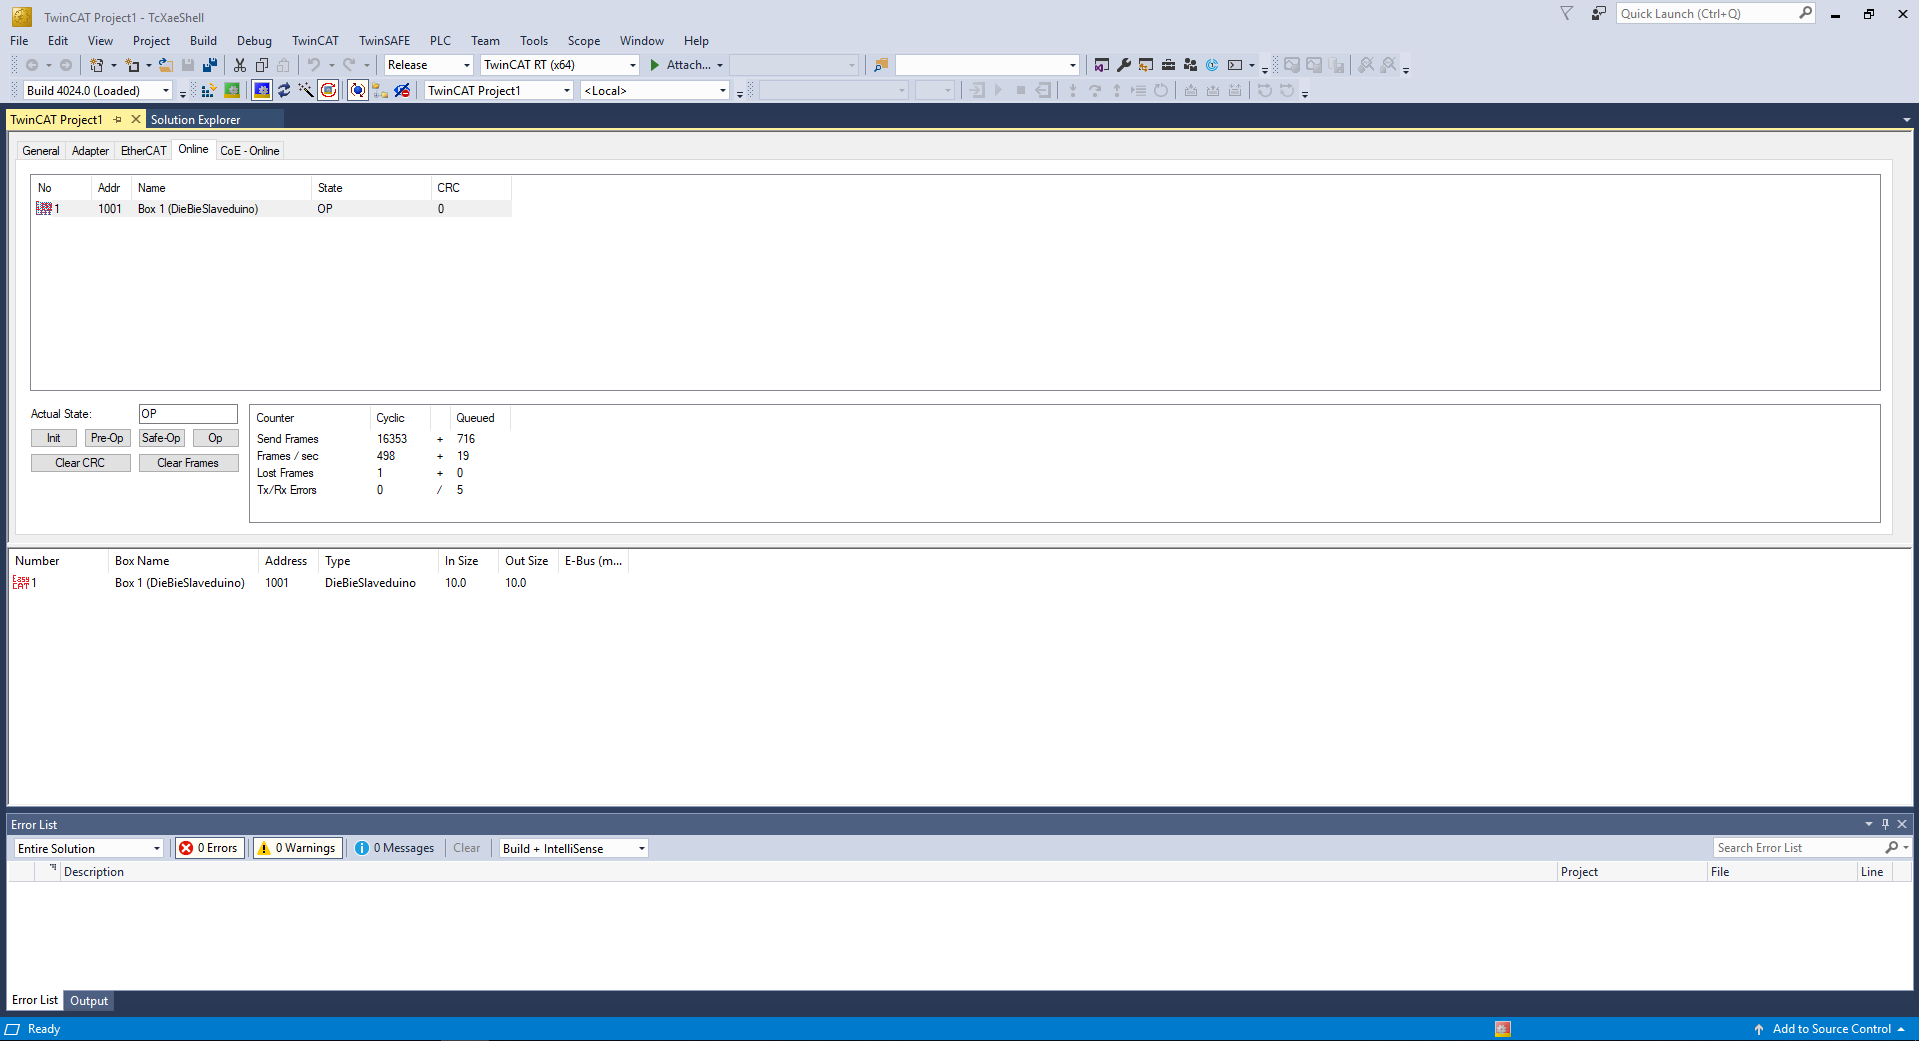 TwinCAT Project1 - TcXaeShell
Quick Launch (Ctrl+Q)
File Edit View Project Build Debug TwinCAT TwinSAFE PLC Team Tools Scope Window Help
Release TwinCAT RT (x64) Attach...
Build 4024.0 (Loaded) TwinCAT Project1 <Local>
TwinCAT Project1 Solution Explorer
General Adapter EtherCAT Online CoE - Online
No Addr Name State CRC
1 1001 Box 1 (DieBieSlaveduino) OP 0
Actual State: OP
Init Pre-Op Safe-Op Op
Clear CRC Clear Frames
Counter Cyclic Queued
Send Frames 16353 + 716
Frames / sec 498 + 19
Lost Frames 1 + 0
Tx/Rx Errors 0 / 5
Number Box Name Address Type In Size Out Size E-Bus (m...
Easy CAT 1 Box 1 (DieBieSlaveduino) 1001 DieBieSlaveduino 10.0 10.0
Error List
Entire Solution 0 Errors 0 Warnings 0 Messages Clear Build + IntelliSense Search Error List
Description Project File Line
Error List Output
Ready Add to Source Control